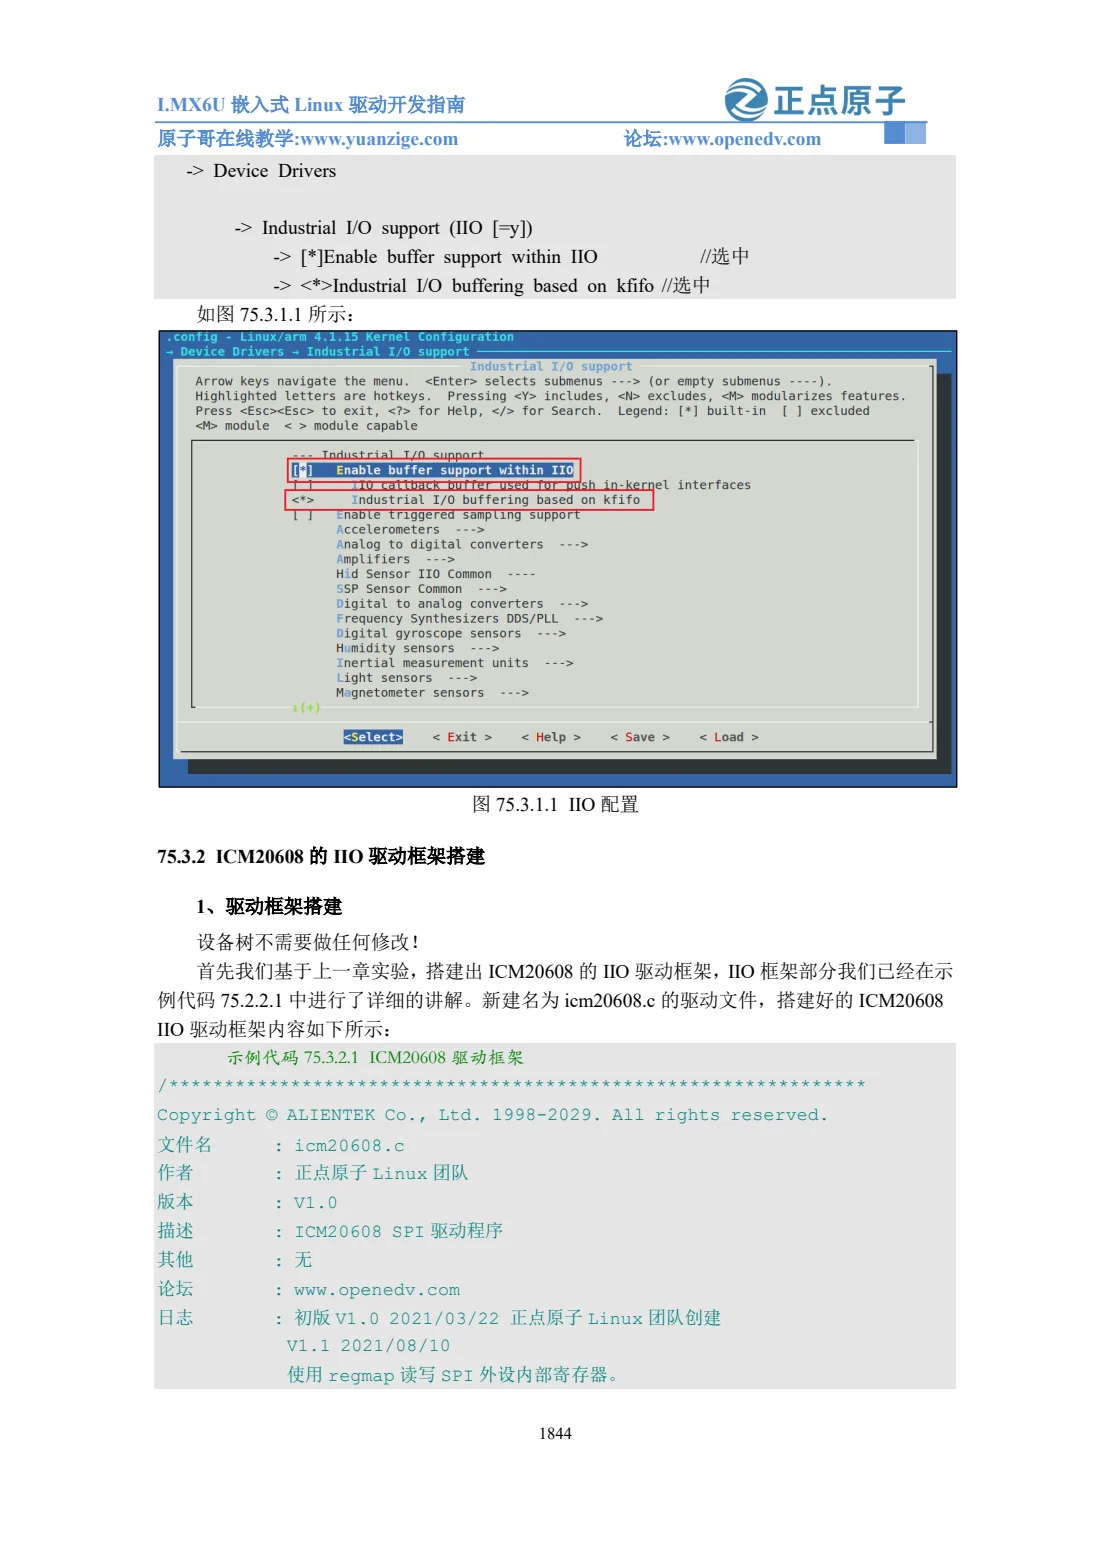 I.MX6U 嵌入式 Linux 驱动开发指南
正点原子
原子哥在线教学:www.yuanzige.com 论坛:www.openedv.com
-> Device Drivers
-> Industrial I/O support (IIO [=y])
-> [*]Enable buffer support within IIO //选中
-> <*>Industrial I/O buffering based on kfifo //选中
如图 75.3.1.1 所示：
.config - Linux/arm 4.1.15 Kernel Configuration
→ Device Drivers → Industrial I/O support
Industrial I/O support
Arrow keys navigate the menu. <Enter> selects submenus ---> (or empty submenus ----).
Highlighted letters are hotkeys. Pressing <Y> includes, <N> excludes, <M> modularizes features.
Press <Esc><Esc> to exit, <?> for Help, </> for Search. Legend: [*] built-in [ ] excluded
<M> module < > module capable
--- Industrial I/O support
[*] Enable buffer support within IIO
[ ] IIO callback buffer used for push in-kernel interfaces
<*> Industrial I/O buffering based on kfifo
[ ] Enable triggered sampling support
Accelerometers --->
Analog to digital converters --->
Amplifiers --->
Hid Sensor IIO Common ----
SSP Sensor Common --->
Digital to analog converters --->
Frequency Synthesizers DDS/PLL --->
Digital gyroscope sensors --->
Humidity sensors --->
Inertial measurement units --->
Light sensors --->
Magnetometer sensors --->
↓(+)
<Select> < Exit > < Help > < Save > < Load >
图 75.3.1.1 IIO 配置
75.3.2 ICM20608 的 IIO 驱动框架搭建
1、驱动框架搭建
设备树不需要做任何修改！
首先我们基于上一章实验，搭建出 ICM20608 的 IIO 驱动框架，IIO 框架部分我们已经在示
例代码 75.2.2.1 中进行了详细的讲解。新建名为 icm20608.c 的驱动文件，搭建好的 ICM20608
IIO 驱动框架内容如下所示：
示例代码 75.3.2.1 ICM20608 驱动框架
/***************************************************************
Copyright © ALIENTEK Co., Ltd. 1998-2029. All rights reserved.
文件名 : icm20608.c
作者 : 正点原子 Linux 团队
版本 : V1.0
描述 : ICM20608 SPI 驱动程序
其他 : 无
论坛 : www.openedv.com
日志 : 初版 V1.0 2021/03/22 正点原子 Linux 团队创建
V1.1 2021/08/10
使用 regmap 读写 SPI 外设内部寄存器。
1844